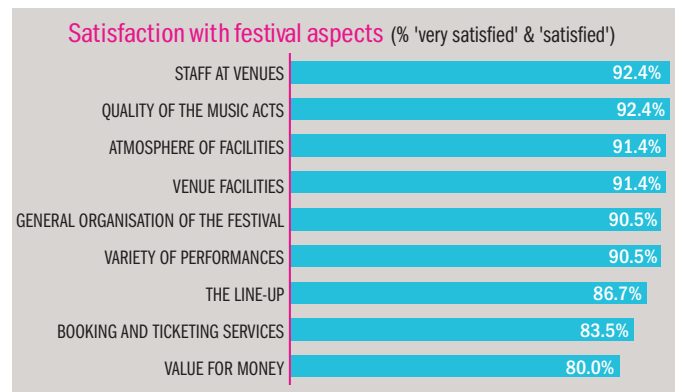 Satisfaction with festival aspects (% 'very satisfied' & 'satisfied')
STAFF AT VENUES 92.4%
QUALITY OF THE MUSIC ACTS 92.4%
ATMOSPHERE OF FACILITIES 91.4%
VENUE FACILITIES 91.4%
GENERAL ORGANISATION OF THE FESTIVAL 90.5%
VARIETY OF PERFORMANCES 90.5%
THE LINE-UP 86.7%
BOOKING AND TICKETING SERVICES 83.5%
VALUE FOR MONEY 80.0%